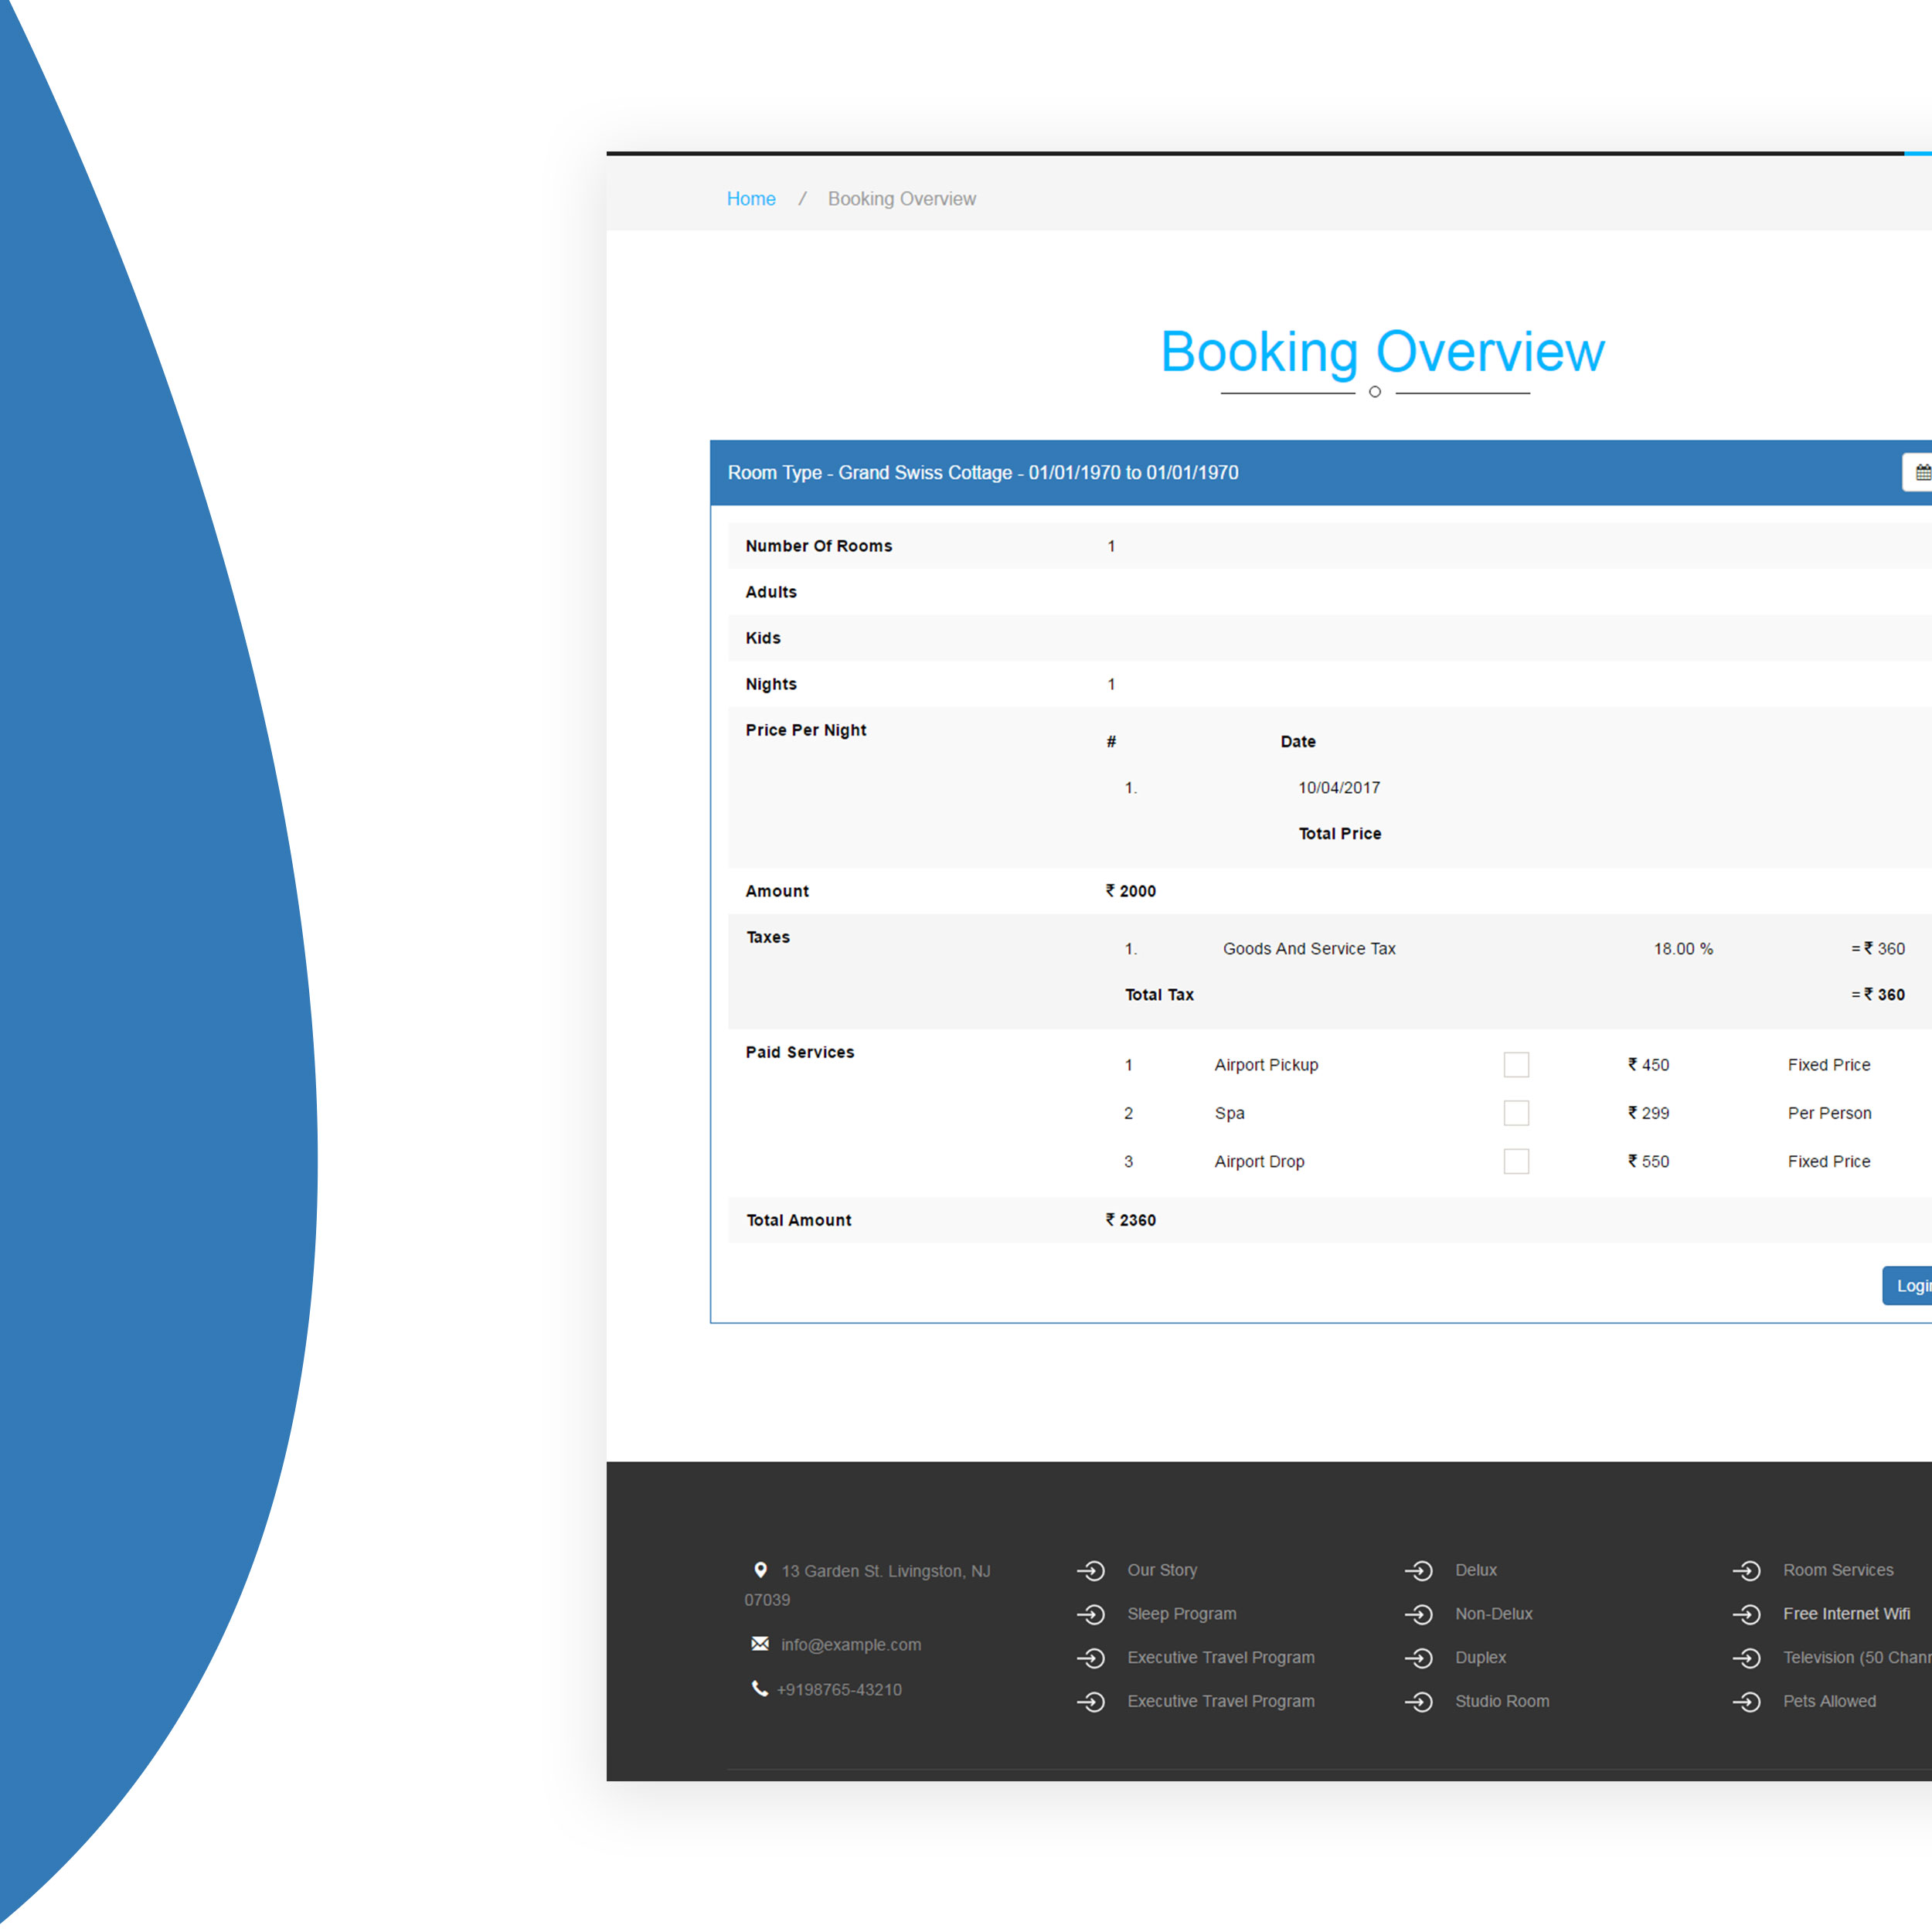 Home / Booking Overview
Booking Overview
Room Type - Grand Swiss Cottage - 01/01/1970 to 01/01/1970
Number Of Rooms 1
Adults
Kids
Nights 1
Price Per Night
# Date
1. 10/04/2017
Total Price
Amount ₹ 2000
Taxes
1. Goods And Service Tax 18.00 % = ₹ 360
Total Tax = ₹ 360
Paid Services
1 Airport Pickup ₹ 450 Fixed Price
2 Spa ₹ 299 Per Person
3 Airport Drop ₹ 550 Fixed Price
Total Amount ₹ 2360
13 Garden St. Livingston, NJ
07039
info@example.com
+9198765-43210
Our Story
Sleep Program
Executive Travel Program
Executive Travel Program
Delux
Non-Delux
Duplex
Studio Room
Room Services
Free Internet Wifi
Television (50
Pets Allowed